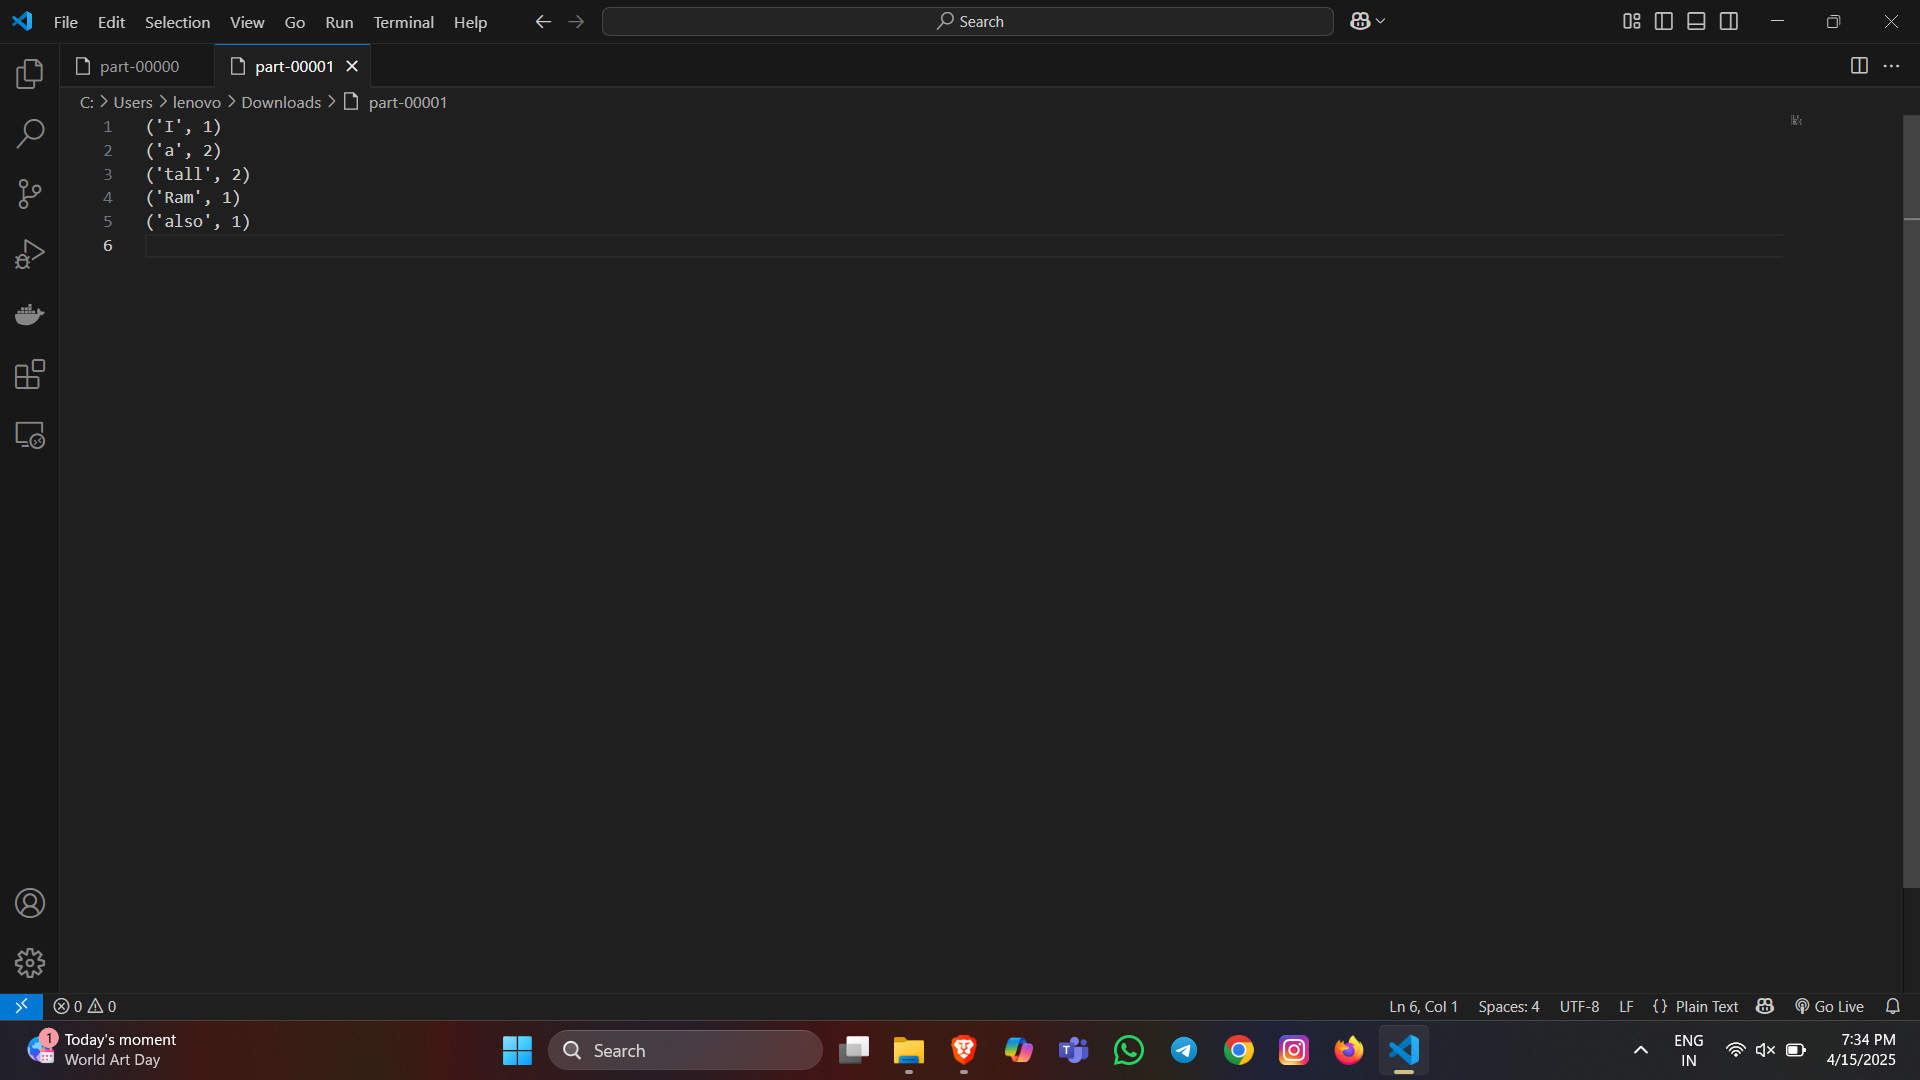 File Edit Selection View Go Run Terminal Help
Search
part-00000
part-00001
C: Users lenovo Downloads part-00001
1 ('I', 1)
2 ('a', 2)
3 ('tall', 2)
4 ('Ram', 1)
5 ('also', 1)
6
0 0
Ln 6, Col 1 Spaces: 4 UTF-8 LF {} Plain Text Go Live
1
Today's moment
World Art Day
Search
ENG
IN
7:34 PM
4/15/2025